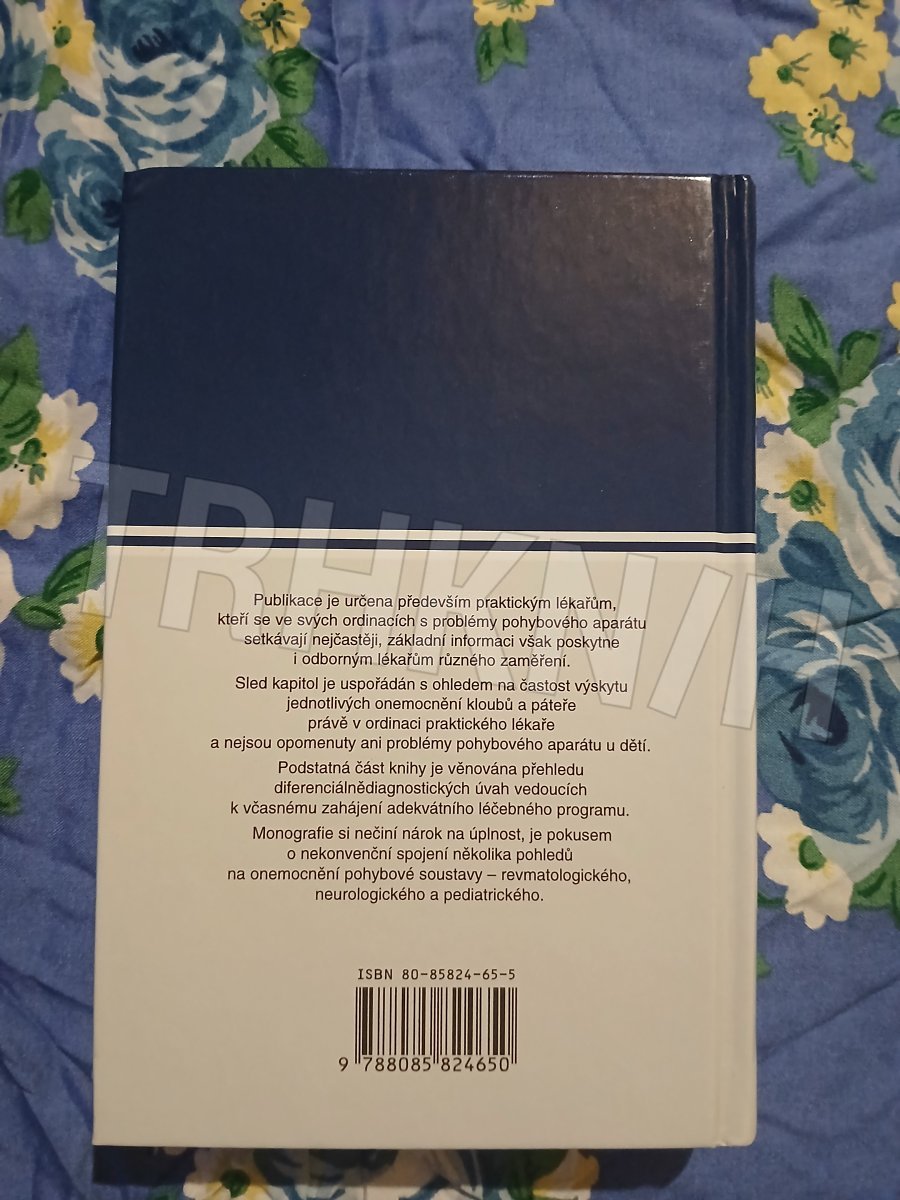 TRHKNIH
Publikace je určena především praktickým lékařům,
kteří se ve svých ordinacích s problémy pohybového aparátu
setkávají nejčastěji, základní informaci však poskytne
i odborným lékařům různého zaměření.
Sled kapitol je uspořádán s ohledem na častost výskytu
jednotlivých onemocnění kloubů a páteře
právě v ordinaci praktického lékaře
a nejsou opomenuty ani problémy pohybového aparátu u dětí.
Podstatná část knihy je věnována přehledu
diferenciálnědiagnostických úvah vedoucích
k včasnému zahájení adekvátního léčebného programu.
Monografie si nečiní nárok na úplnost, je pokusem
o nekonvenční spojení několika pohledů
na onemocnění pohybové soustavy – revmatologického,
neurologického a pediatrického.
ISBN 80-85824-65-5
9 788085 824650